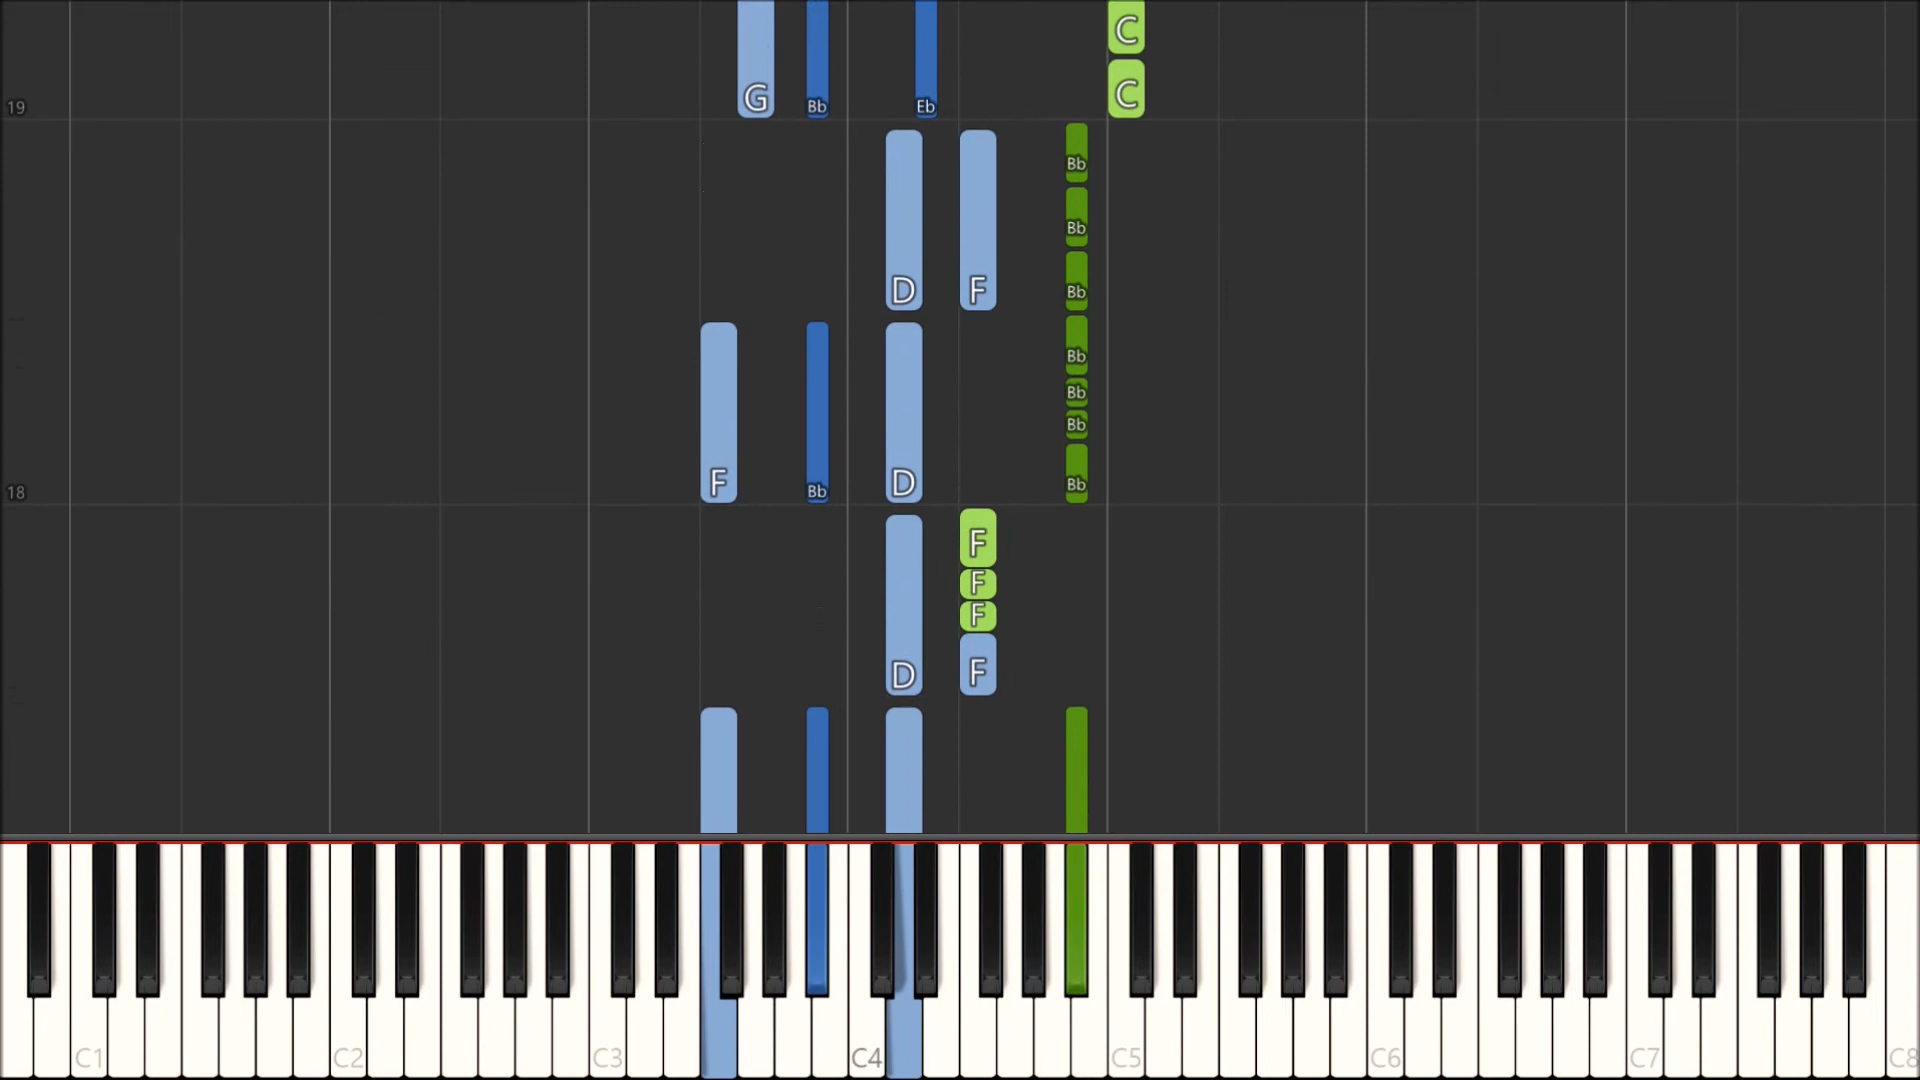 C
G Bb Eb C
19
Bb
Bb
D F Bb
Bb
Bb
Bb
F Bb D Bb
18
F
F
F
D F
C1 C2 C3 C4 C5 C6 C7 C8